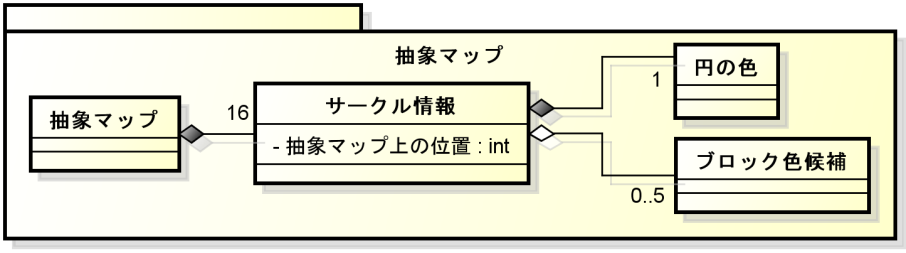 抽象マップ
抽象マップ
16
サークル情報
- 抽象マップ上の位置 : int
1
円の色
0..5
ブロック色候補